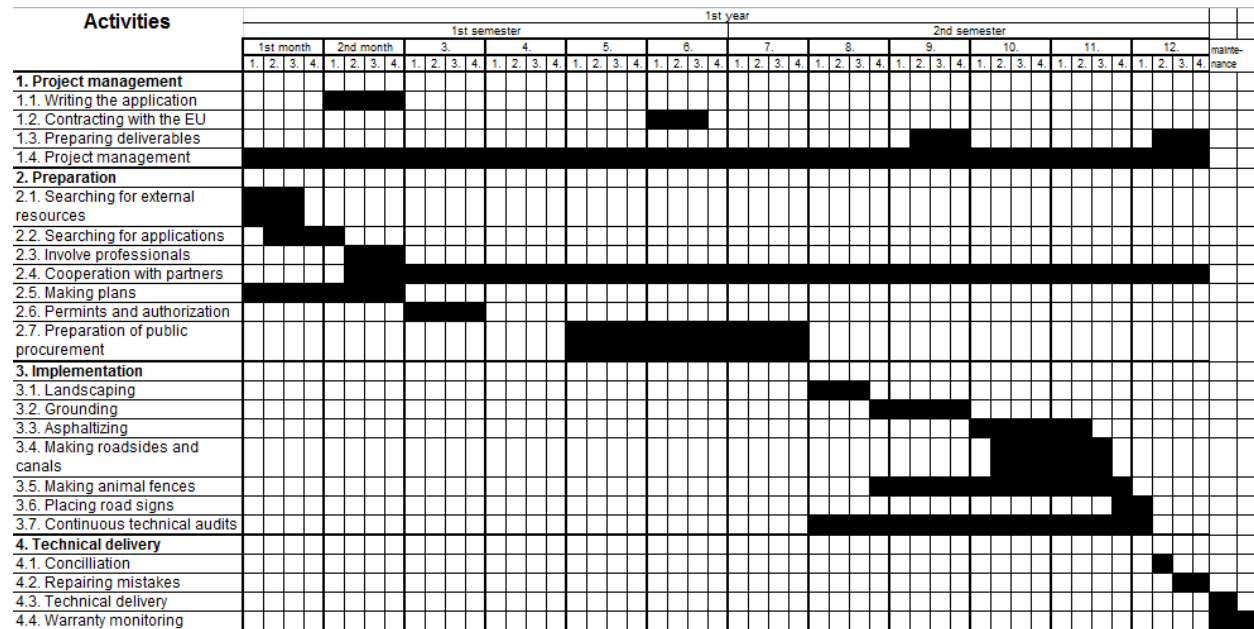 Activities
1st year
1st semester
2nd semester
1st month 2nd month 3. 4. 5. 6. 7. 8. 9. 10. 11. 12. mainte-
1. 2. 3. 4. 1. 2. 3. 4. 1. 2. 3. 4. 1. 2. 3. 4. 1. 2. 3. 4. 1. 2. 3. 4. 1. 2. 3. 4. 1. 2. 3. 4. 1. 2. 3. 4. 1. 2. 3. 4. 1. 2. 3. 4. 1. 2. 3. 4. nance
1. Project management
1.1. Writing the application
1.2. Contracting with the EU
1.3. Preparing deliverables
1.4. Project management
2. Preparation
2.1. Searching for external
resources
2.2. Searching for applications
2.3. Involve professionals
2.4. Cooperation with partners
2.5. Making plans
2.6. Permints and authorization
2.7. Preparation of public
procurement
3. Implementation
3.1. Landscaping
3.2. Grounding
3.3. Asphaltizing
3.4. Making roadsides and
canals
3.5. Making animal fences
3.6. Placing road signs
3.7. Continuous technical audits
4. Technical delivery
4.1. Concilliation
4.2. Repairing mistakes
4.3. Technical delivery
4.4. Warranty monitoring